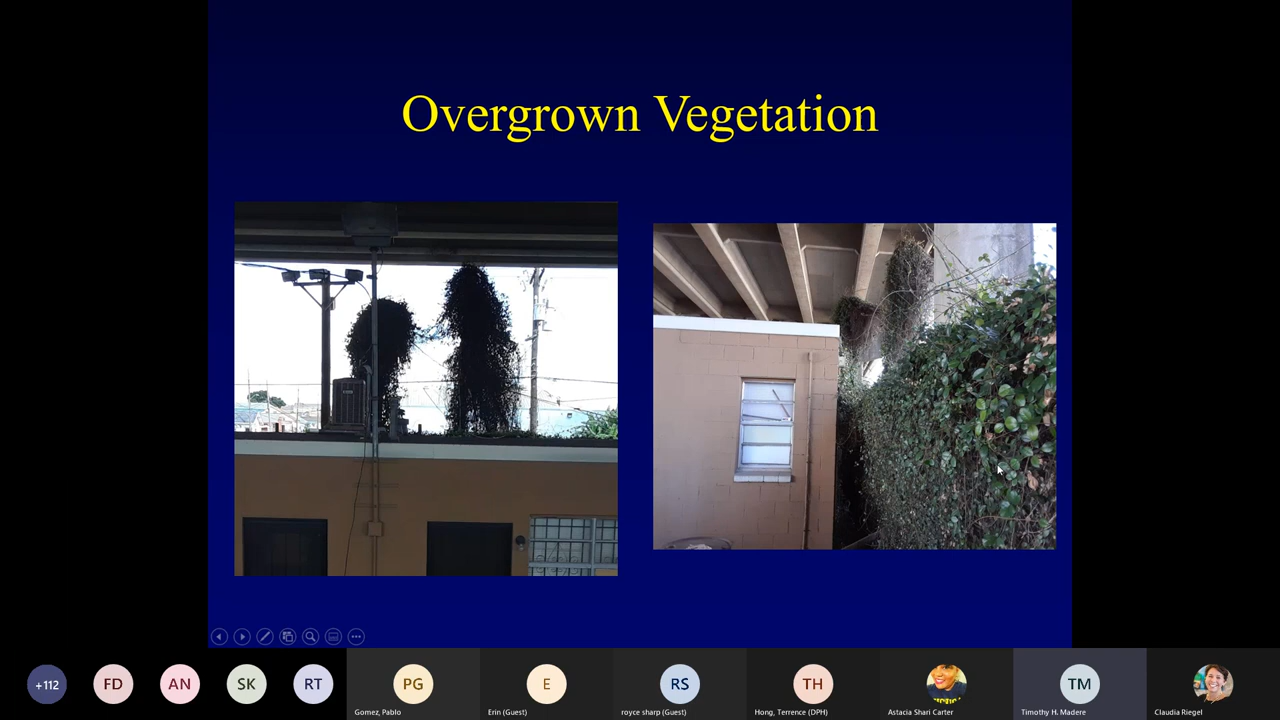 Overgrown Vegetation
+112
FD
AN
SK
RT
PG
E
RS
TH
TM
Gomez, Pablo
Erin (Guest)
royce sharp (Guest)
Hong, Terrence (DPH)
Astacia Shari Carter
Timothy H. Madere
Claudia Riegel